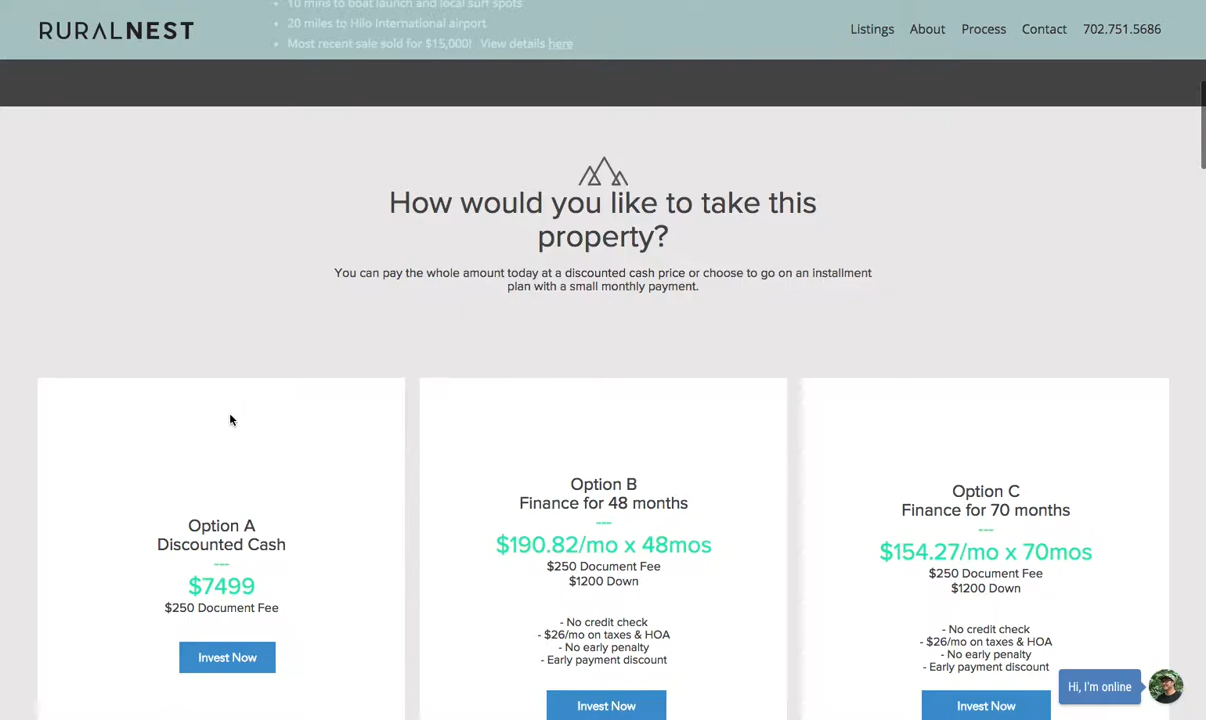 10 mins to boat launch and local surf spots
RURALNEST
20 miles to Hilo International airport
Listings About Process Contact 702.751.5686
Most recent sale sold for $15,000! View details here
How would you like to take this
property?
You can pay the whole amount today at a discounted cash price or choose to go on an installment
plan with a small monthly payment.
Option A
Discounted Cash
---
$7499
$250 Document Fee
Invest Now
Option B
Finance for 48 months
---
$190.82/mo x 48mos
$250 Document Fee
$1200 Down
- No credit check
- $26/mo on taxes & HOA
- No early penalty
- Early payment discount
Invest Now
Option C
Finance for 70 months
---
$154.27/mo x 70mos
$250 Document Fee
$1200 Down
- No credit check
- $26/mo on taxes & HOA
- No early penalty
- Early payment discount
Invest Now
Hi, I'm online